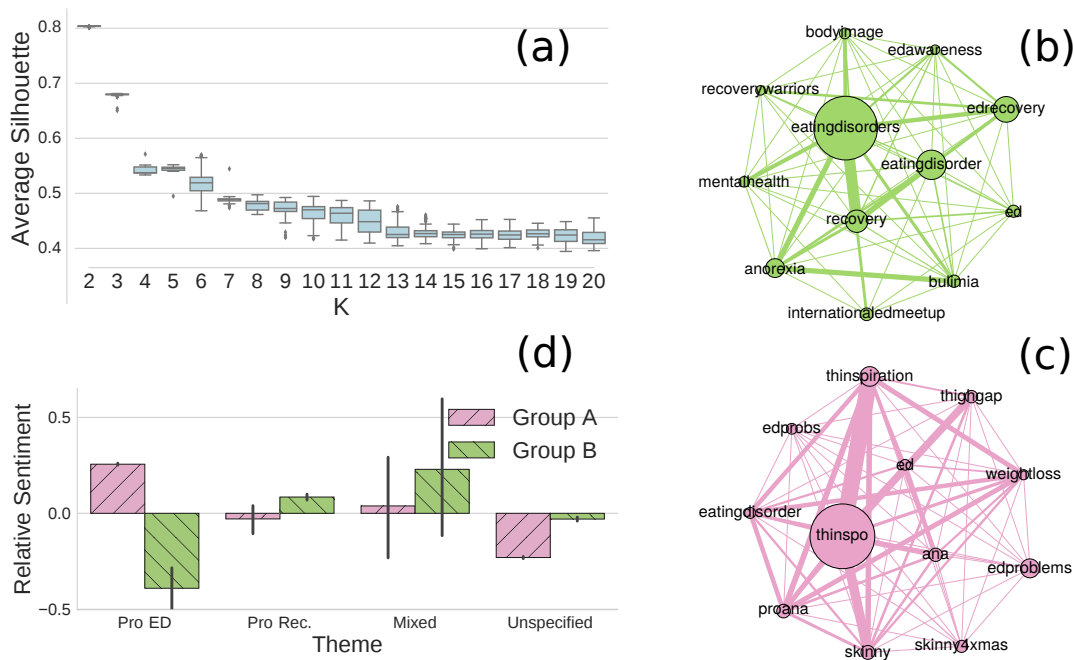 (a)
Average Silhouette
0.8
0.7
0.6
0.5
0.4
2 3 4 5 6 7 8 9 10 11 12 13 14 15 16 17 18 19 20
K
(b)
bodyimage
edawareness
recoverywarriors
edrecovery
eatingdisorders
eatingdisorder
mentalhealth
ed
recovery
anorexia
bulimia
internationaledmeetup
(d)
Relative Sentiment
0.5
0.0
−0.5
Group A
Group B
Pro ED Pro Rec. Mixed Unspecified
Theme
(c)
thinspiration
thighgap
edprobs
ed
weightloss
eatingdisorder
thinspo
ana
edproblems
proana
skinny4xmas
skinny